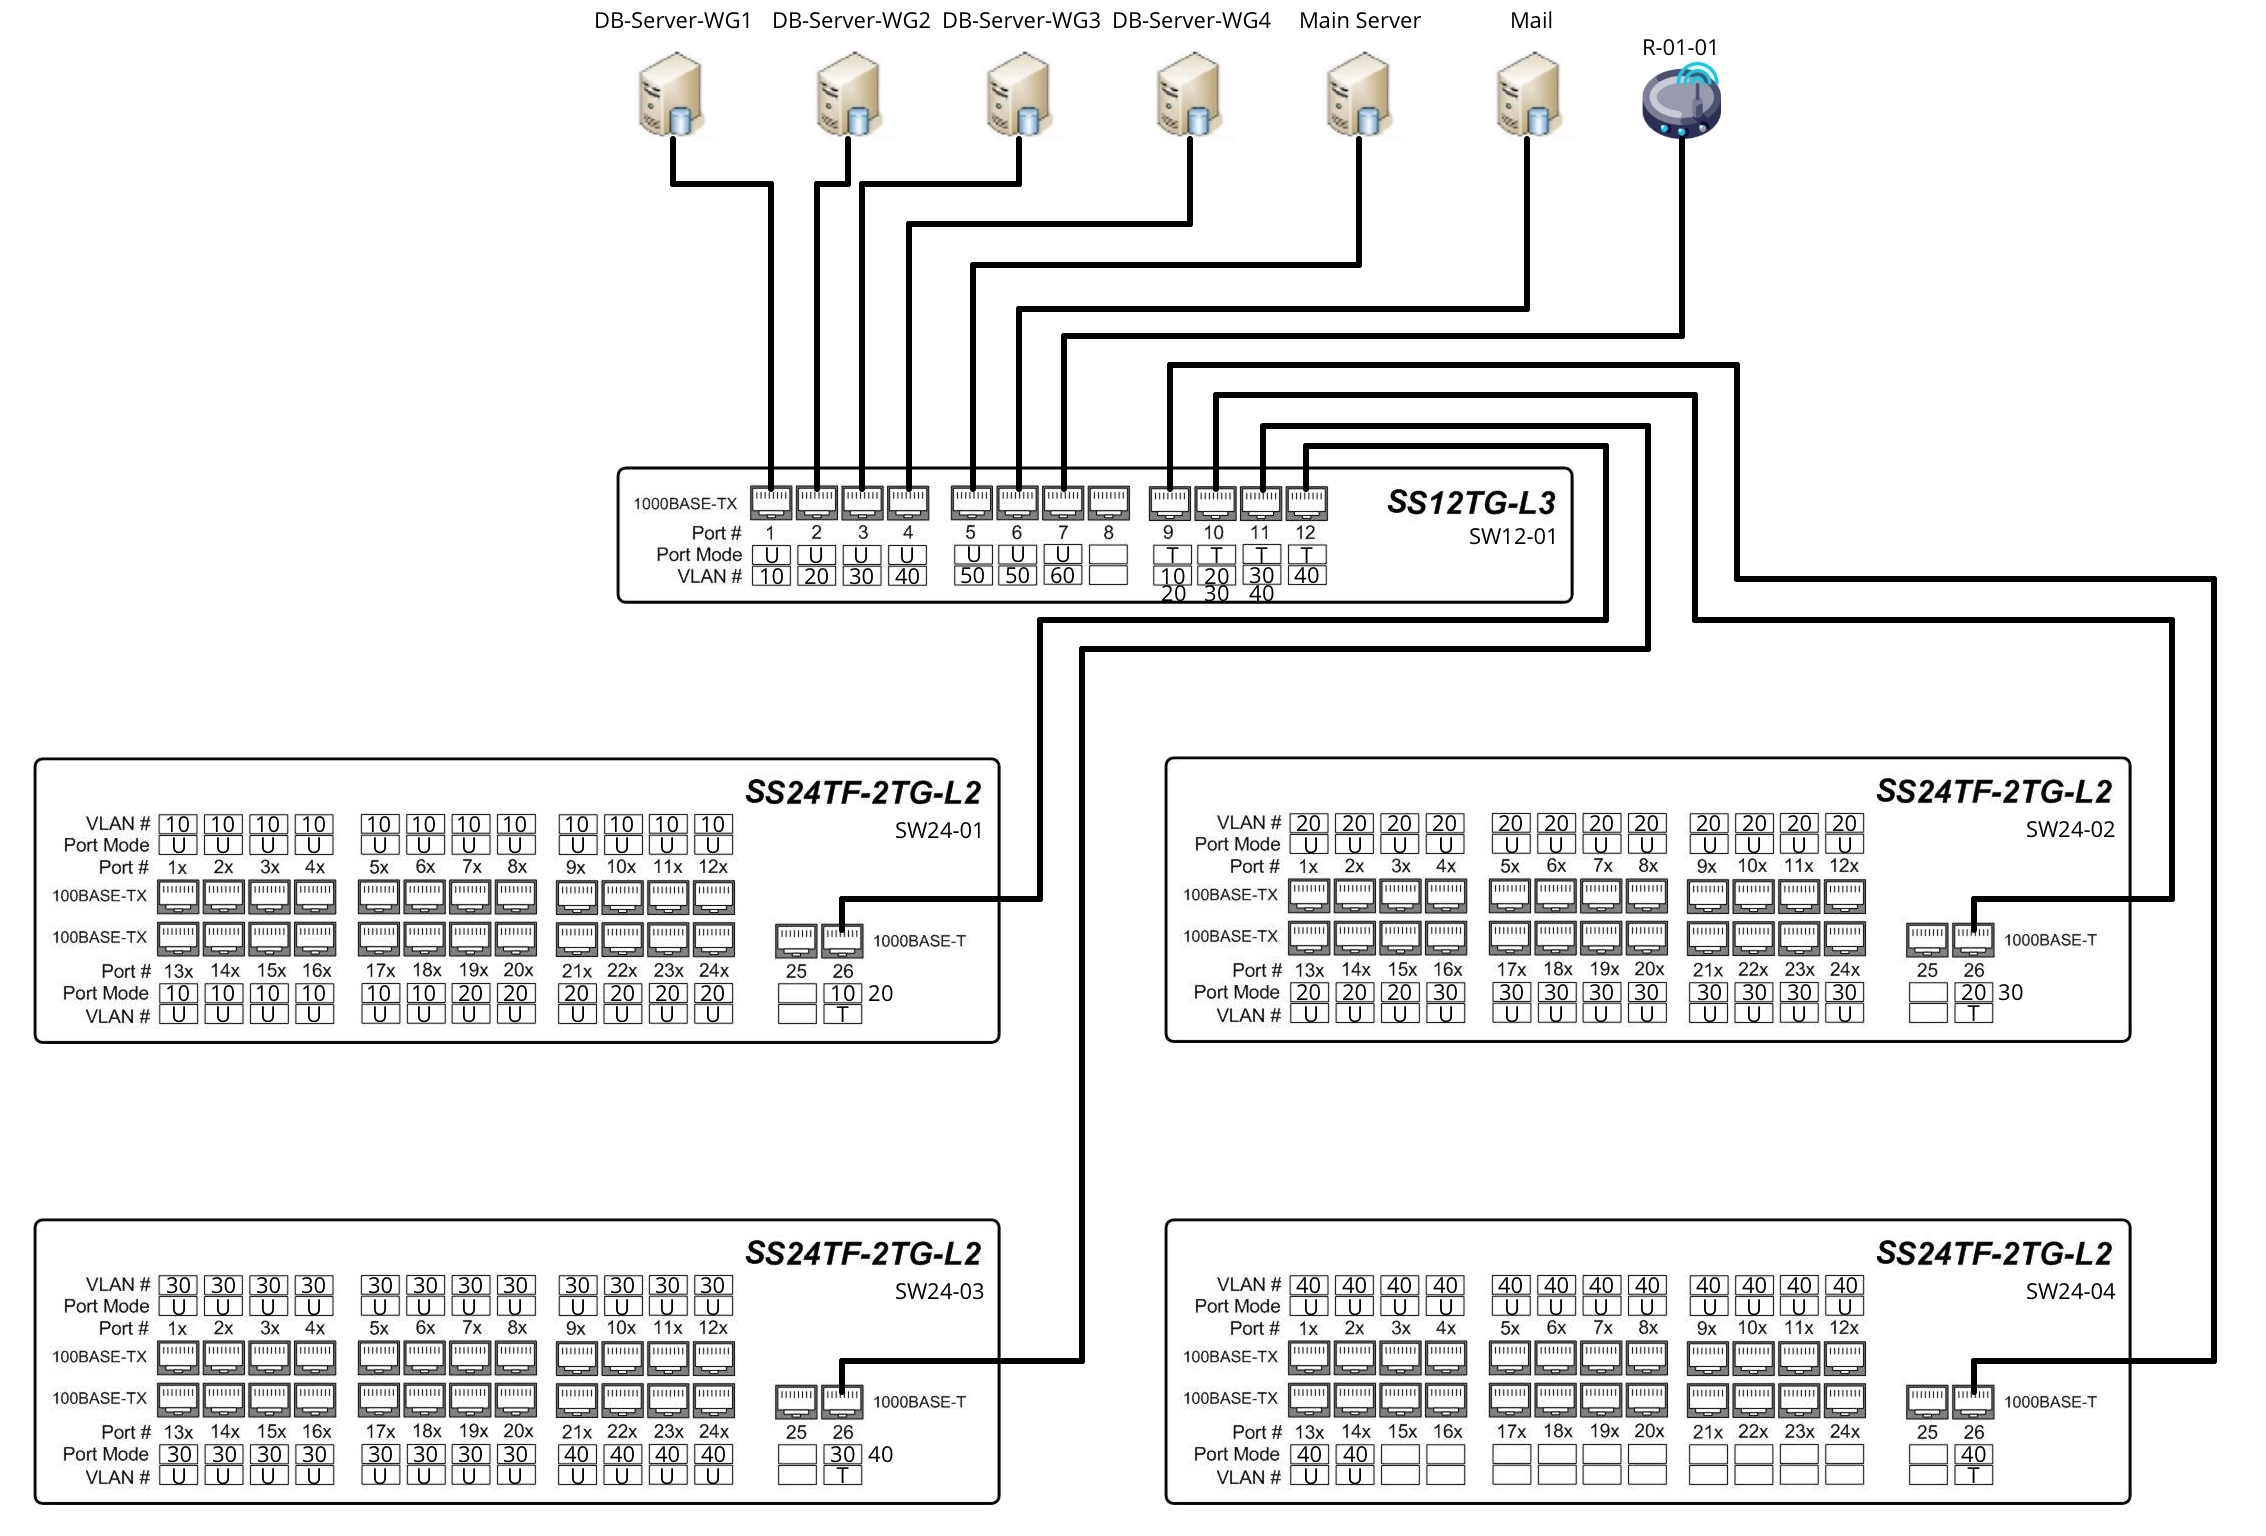 DB-Server-WG1 DB-Server-WG2 DB-Server-WG3 DB-Server-WG4 Main Server Mail
R-01-01
SS12TG-L3
1000BASE-TX
SW12-01
Port # 1 2 3 4 5 6 7 8 9 10 11 12
Port Mode U U U U U U U T T T T
VLAN # 10 20 30 40 50 50 60 10 20 30 40
20 30 40
SS24TF-2TG-L2
SW24-01
VLAN # 10 10 10 10 10 10 10 10 10 10 10 10
Port Mode U U U U U U U U U U U U
Port # 1x 2x 3x 4x 5x 6x 7x 8x 9x 10x 11x 12x
100BASE-TX
100BASE-TX
1000BASE-T
Port # 13x 14x 15x 16x 17x 18x 19x 20x 21x 22x 23x 24x 25 26
Port Mode 10 10 10 10 10 10 20 20 20 20 20 20 10 20
VLAN # U U U U U U U U U U U U T
SS24TF-2TG-L2
SW24-02
VLAN # 20 20 20 20 20 20 20 20 20 20 20 20
Port Mode U U U U U U U U U U U U
Port # 1x 2x 3x 4x 5x 6x 7x 8x 9x 10x 11x 12x
100BASE-TX
100BASE-TX
1000BASE-T
Port # 13x 14x 15x 16x 17x 18x 19x 20x 21x 22x 23x 24x 25 26
Port Mode 20 20 20 30 30 30 30 30 30 30 30 30 20 30
VLAN # U U U U U U U U U U U U T
SS24TF-2TG-L2
SW24-03
VLAN # 30 30 30 30 30 30 30 30 30 30 30 30
Port Mode U U U U U U U U U U U U
Port # 1x 2x 3x 4x 5x 6x 7x 8x 9x 10x 11x 12x
100BASE-TX
100BASE-TX
1000BASE-T
Port # 13x 14x 15x 16x 17x 18x 19x 20x 21x 22x 23x 24x 25 26
Port Mode 30 30 30 30 30 30 30 30 40 40 40 40 30 40
VLAN # U U U U U U U U U U U U T
SS24TF-2TG-L2
SW24-04
VLAN # 40 40 40 40 40 40 40 40 40 40 40 40
Port Mode U U U U U U U U U U U U
Port # 1x 2x 3x 4x 5x 6x 7x 8x 9x 10x 11x 12x
100BASE-TX
100BASE-TX
1000BASE-T
Port # 13x 14x 15x 16x 17x 18x 19x 20x 21x 22x 23x 24x 25 26
Port Mode 40 40 40
VLAN # U U T